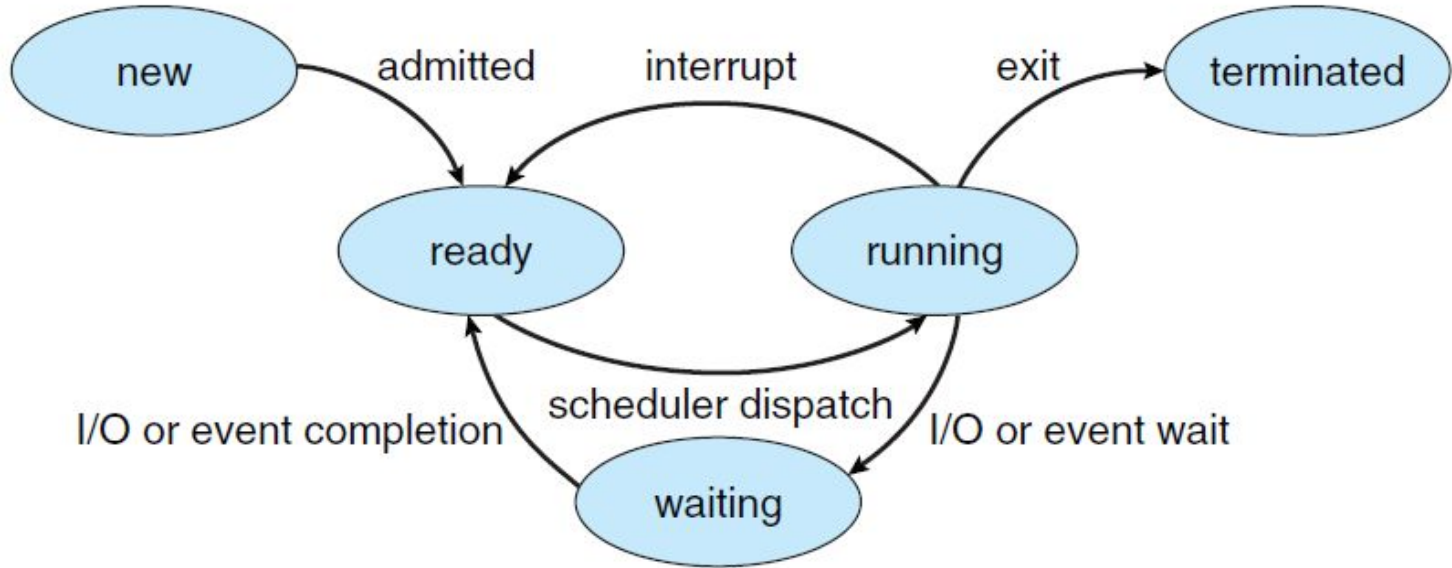 new
admitted
interrupt
exit
terminated
ready
running
scheduler dispatch
I/O or event completion
I/O or event wait
waiting